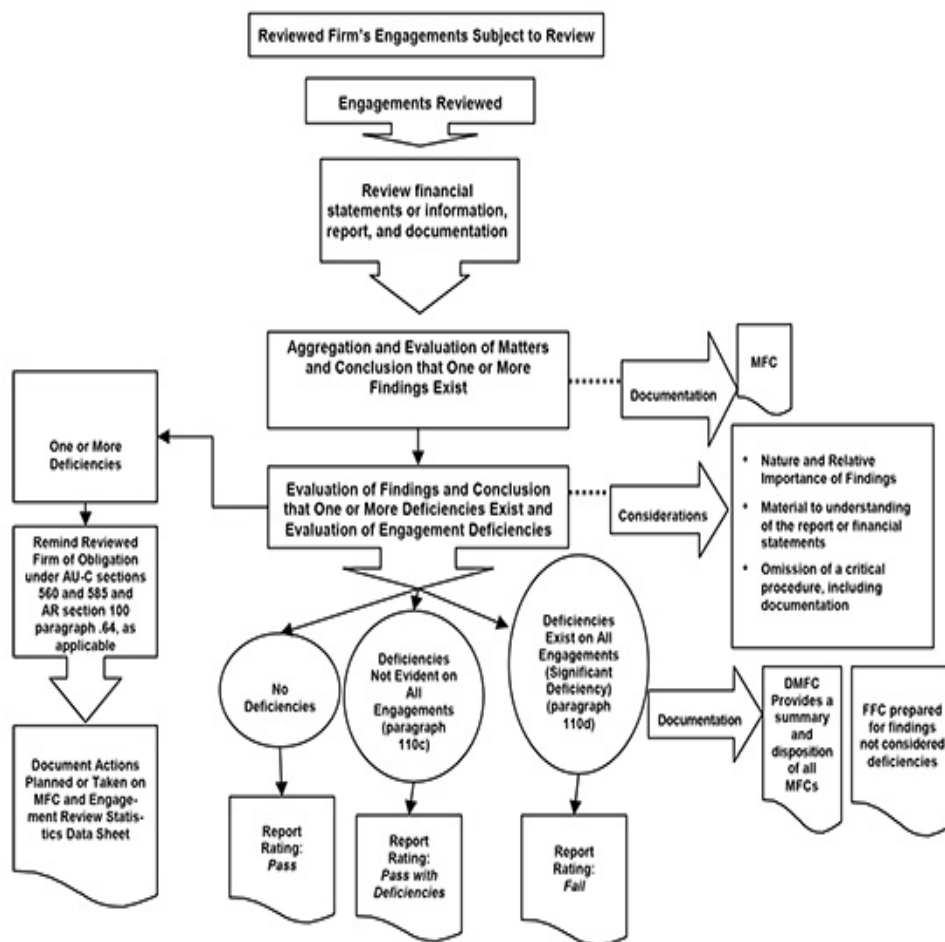 Reviewed Firm's Engagements Subject to Review
Engagements Reviewed
Review financial
statements or information,
report, and documentation
Aggregation and Evaluation of Matters
and Conclusion that One or More
Findings Exist
Documentation
MFC
One or More
Deficiencies
Evaluation of Findings and Conclusion
that One or More Deficiencies Exist and
Evaluation of Engagement Deficiencies
Considerations
• Nature and Relative
Importance of Findings
• Material to understanding
of the report or financial
statements
• Omission of a critical
procedure, including
documentation
Remind Reviewed
Firm of Obligation
under AU-C sections
560 and 585 and
AR section 100
paragraph .64, as
applicable
No
Deficiencies
Deficiencies
Not Evident on
All
Engagements
(paragraph
110c)
Deficiencies
Exist on All
Engagements
(Significant
Deficiency)
(paragraph
110d)
Documentation
DMFC
Provides a
summary
and
disposition
of all
MFCs
FFC prepared
for findings
not considered
deficiencies
Document Actions
Planned or Taken on
MFC and Engage-
ment Review Statis-
tics Data Sheet
Report
Rating:
Pass
Report
Rating:
Pass with
Deficiencies
Report
Rating:
Fail